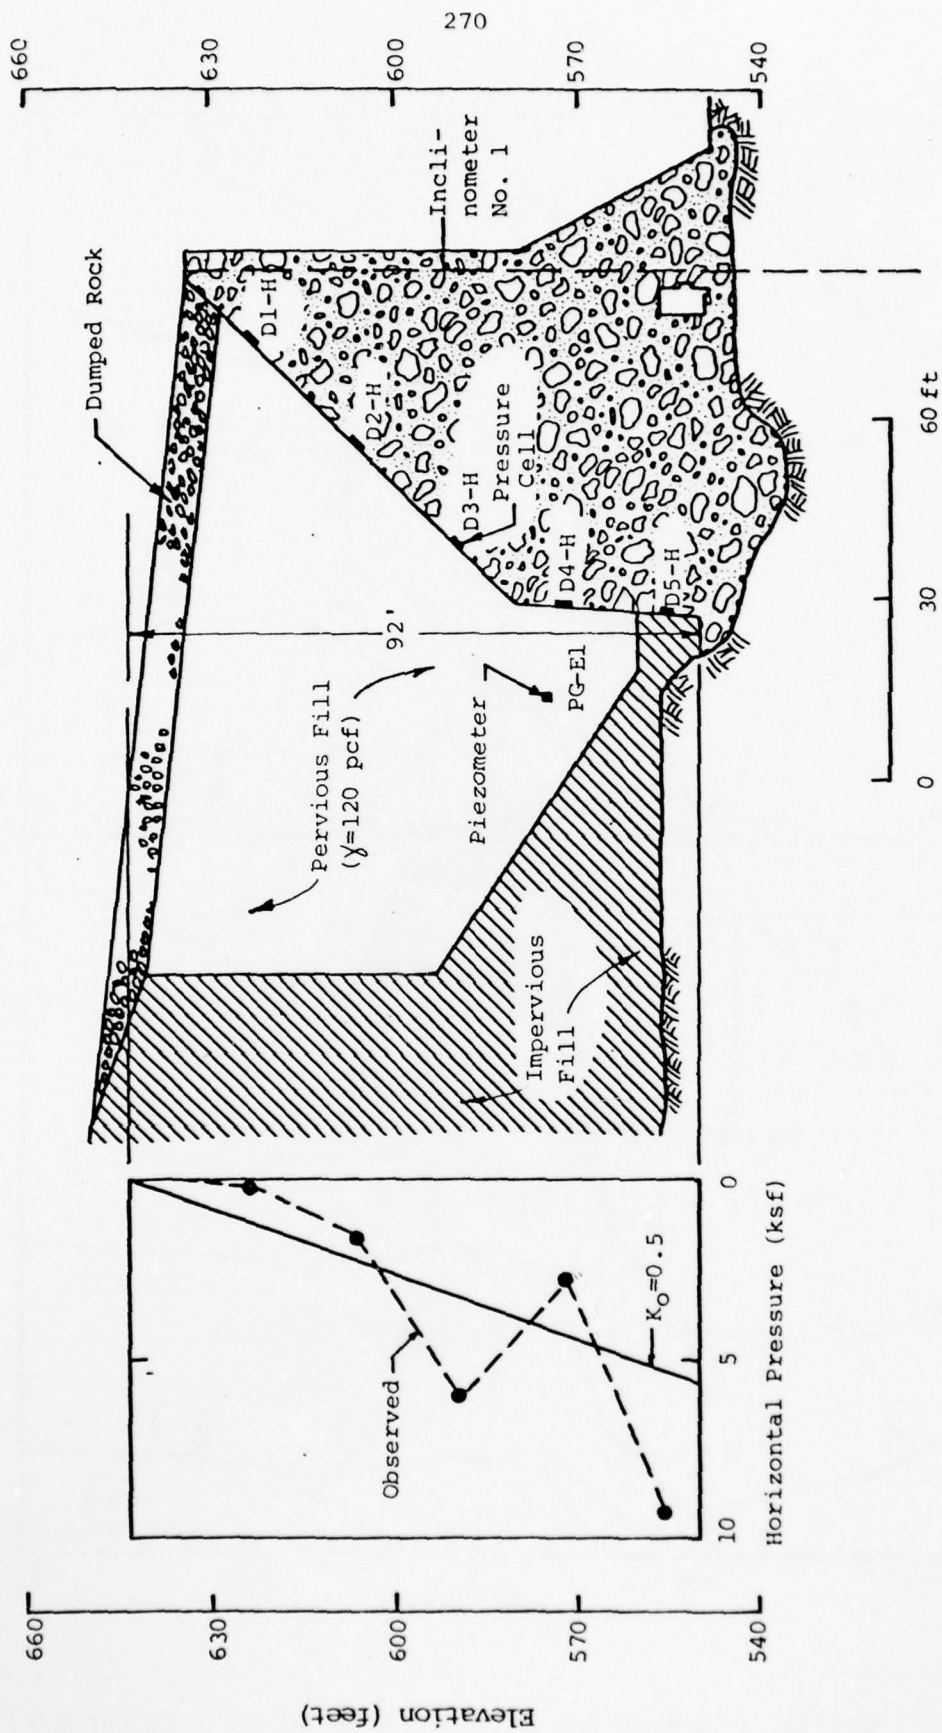 270
660
630
600
570
540
Elevation (feet)
660
630
600
570
540
Observed
K₀=0.5
10
5
0
Horizontal Pressure (ksf)
Dumped Rock
Pervious Fill
(γ=120 pcf)
92'
Piezometer
PG-E1
Impervious
Fill
D1-H
D2-H
D3-H
Pressure
Cell
D4-H
D5-H
Incli-
nometer
No. 1
0
30
60 ft